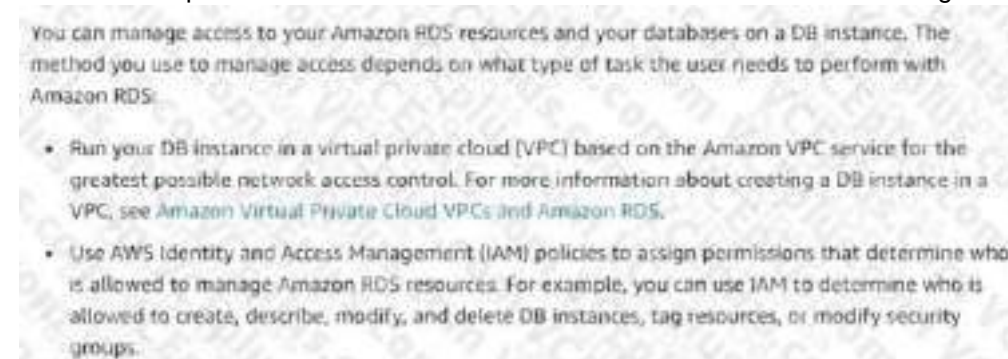 You can manage access to your Amazon RDS resources and your databases on a DB instance. The
method you use to manage access depends on what type of task the user needs to perform with
Amazon RDS:
• Run your DB instance in a virtual private cloud (VPC) based on the Amazon VPC service for the
greatest possible network access control. For more information about creating a DB instance in a
VPC, see Amazon Virtual Private Cloud VPCs and Amazon RDS.
• Use AWS Identity and Access Management (IAM) policies to assign permissions that determine who
is allowed to manage Amazon RDS resources. For example, you can use IAM to determine who is
allowed to create, describe, modify, and delete DB instances, tag resources, or modify security
groups.